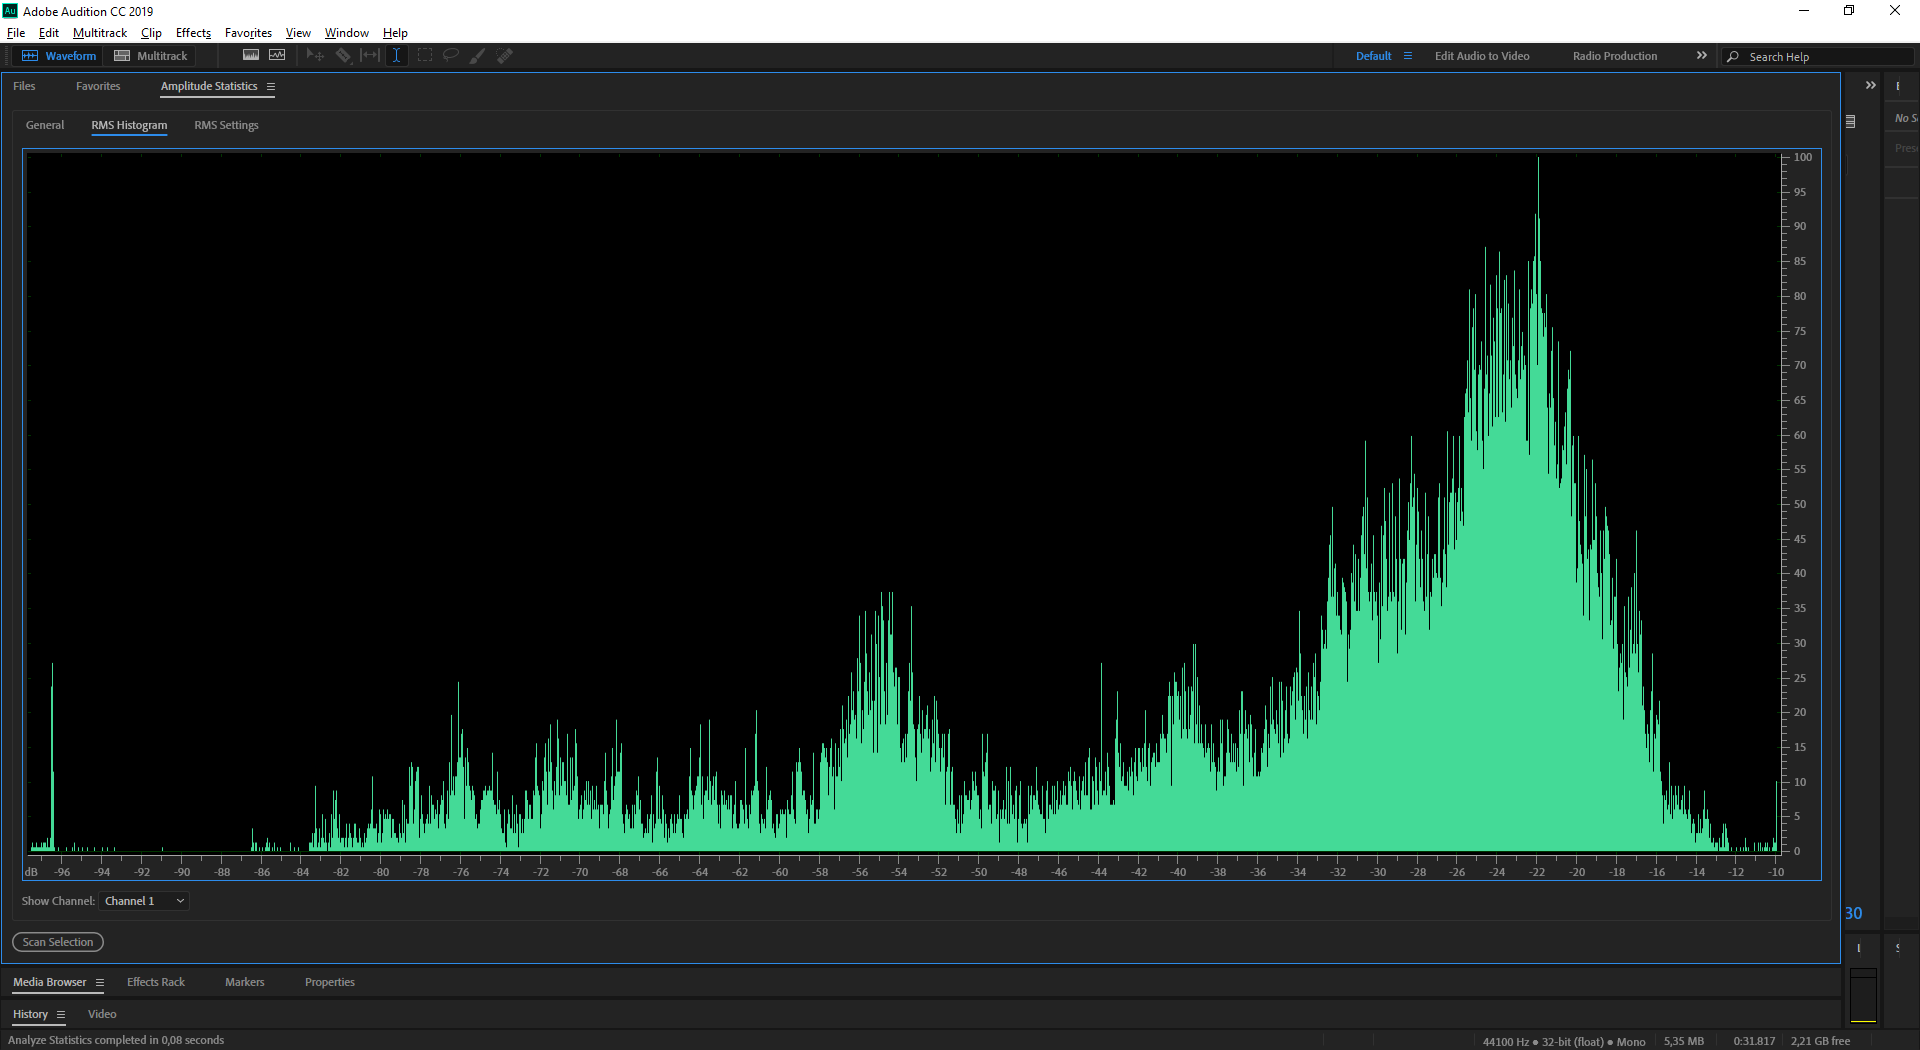 Au Adobe Audition CC 2019
File Edit Multitrack Clip Effects Favorites View Window Help
Waveform Multitrack Default Edit Audio to Video Radio Production Search Help
Files Favorites Amplitude Statistics
No S
General RMS Histogram RMS Settings
Prese
100
95
90
85
80
75
70
65
60
55
50
45
40
35
30
25
20
15
10
5
0
dB -96 -94 -92 -90 -88 -86 -84 -82 -80 -78 -76 -74 -72 -70 -68 -66 -64 -62 -60 -58 -56 -54 -52 -50 -48 -46 -44 -42 -40 -38 -36 -34 -32 -30 -28 -26 -24 -22 -20 -18 -16 -14 -12 -10
Show Channel: Channel 1
30
Scan Selection
Media Browser Effects Rack Markers Properties
History Video
Analyze Statistics completed in 0,08 seconds
44100 Hz ● 32-bit (float) ● Mono 5,35 MB 0:31.817 2,21 GB free